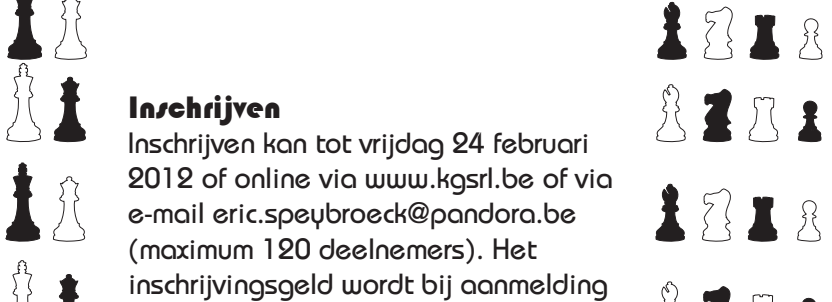 Inschrijven
Inschrijven kan tot vrijdag 24 februari
2012 of online via www.kgsrl.be of via
e-mail eric.speybroeck@pandora.be
(maximum 120 deelnemers). Het
inschrijvingsgeld wordt bij aanmelding